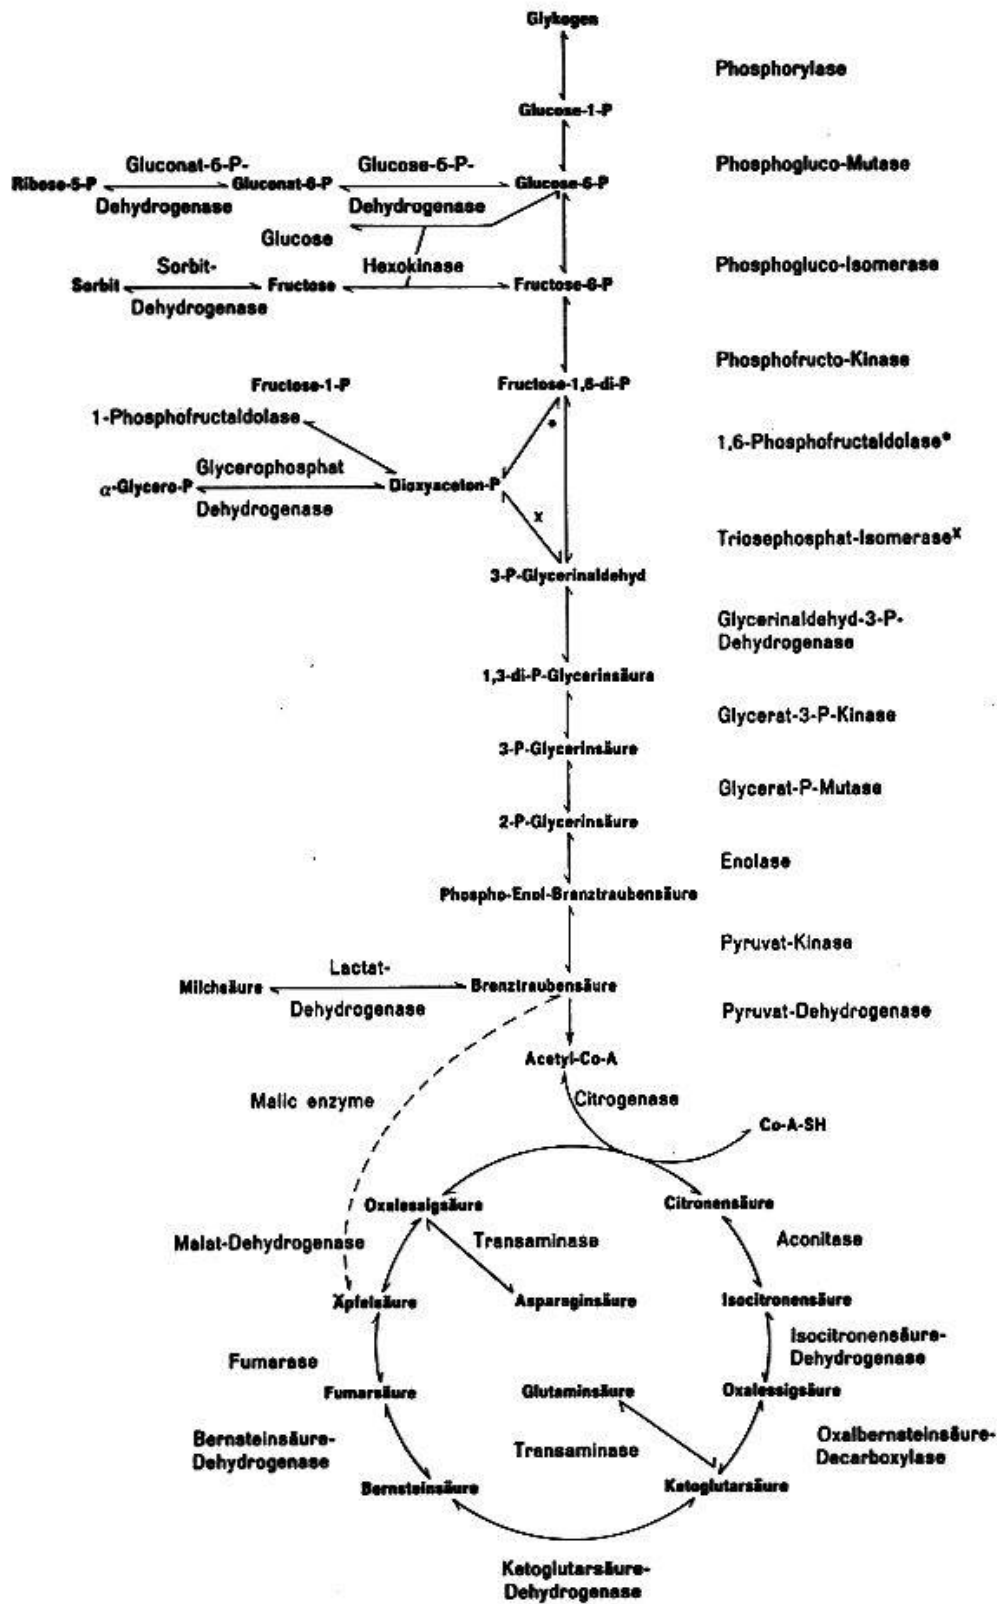 Glykogen
Phosphorylase
Glucose-1-P
Gluconat-6-P-
Glucose-6-P-
Phosphogluco-Mutase
Ribose-5-P
Gluconat-6-P
Glucose-6-P
Dehydrogenase
Dehydrogenase
Glucose
Sorbit-
Hexokinase
Phosphogluco-Isomerase
Sorbit
Fructose
Fructose-6-P
Dehydrogenase
Phosphofructo-Kinase
Fructose-1-P
Fructose-1,6-di-P
1-Phosphofructaldolase
*
1,6-Phosphofructaldolase*
Glycerophosphat
α-Glycero-P
Dioxyaceton-P
Dehydrogenase
x
Triosephosphat-Isomerasex
3-P-Glycerinaldehyd
Glycerinaldehyd-3-P-
Dehydrogenase
1,3-di-P-Glycerinsäura
Glycerat-3-P-Kinase
3-P-Glycerinsäure
Glycerat-P-Mutase
2-P-Glycerinsäure
Enolase
Phospho-Enol-Brenztraubensäure
Pyruvat-Kinase
Lactat-
Milchsäure
Brenztraubensäure
Dehydrogenase
Pyruvat-Dehydrogenase
Acetyl-Co-A
Malic enzyme
Citrogenase
Co-A-SH
Oxalessigsäure
Citronensäure
Malat-Dehydrogenase
Transaminase
Aconitase
Äpfelsäure
Asparaginsäure
Isocitronensäure
Isocitronensäure-
Dehydrogenase
Fumarase
Fumarsäure
Glutaminsäure
Oxalessigsäure
Bernsteinsäure-
Dehydrogenase
Transaminase
Oxalbernsteinsäure-
Decarboxylase
Bernsteinsäure
Ketoglutarsäure
Ketoglutarsäure-
Dehydrogenase